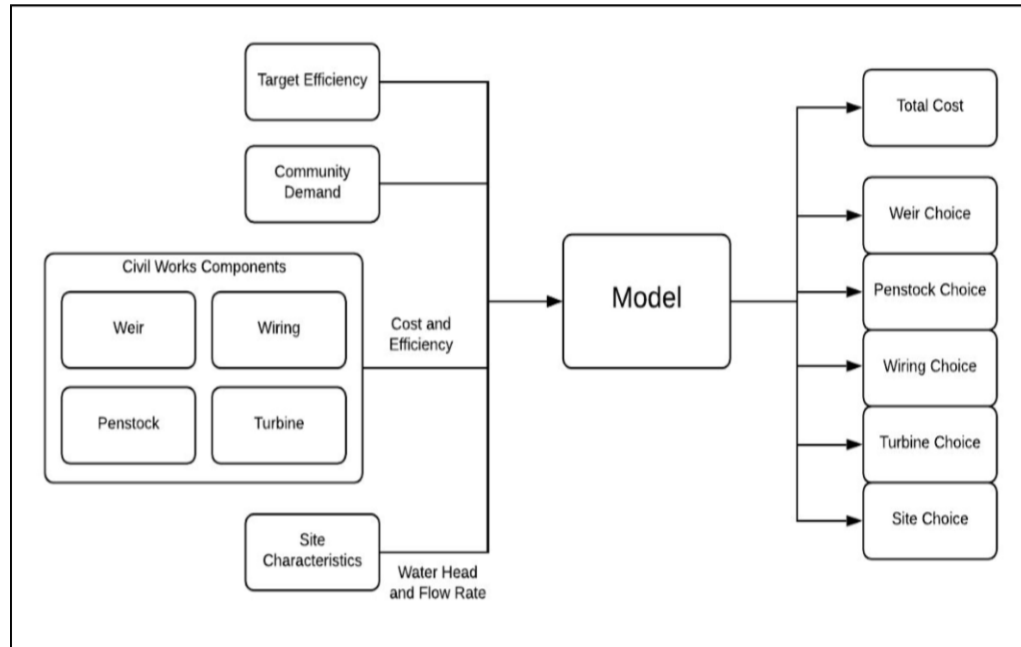 Target Efficiency
Community
Demand
Civil Works Components
Weir
Wiring
Penstock
Turbine
Cost and
Efficiency
Site
Characteristics
Water Head
and Flow Rate
Model
Total Cost
Weir Choice
Penstock Choice
Wiring Choice
Turbine Choice
Site Choice